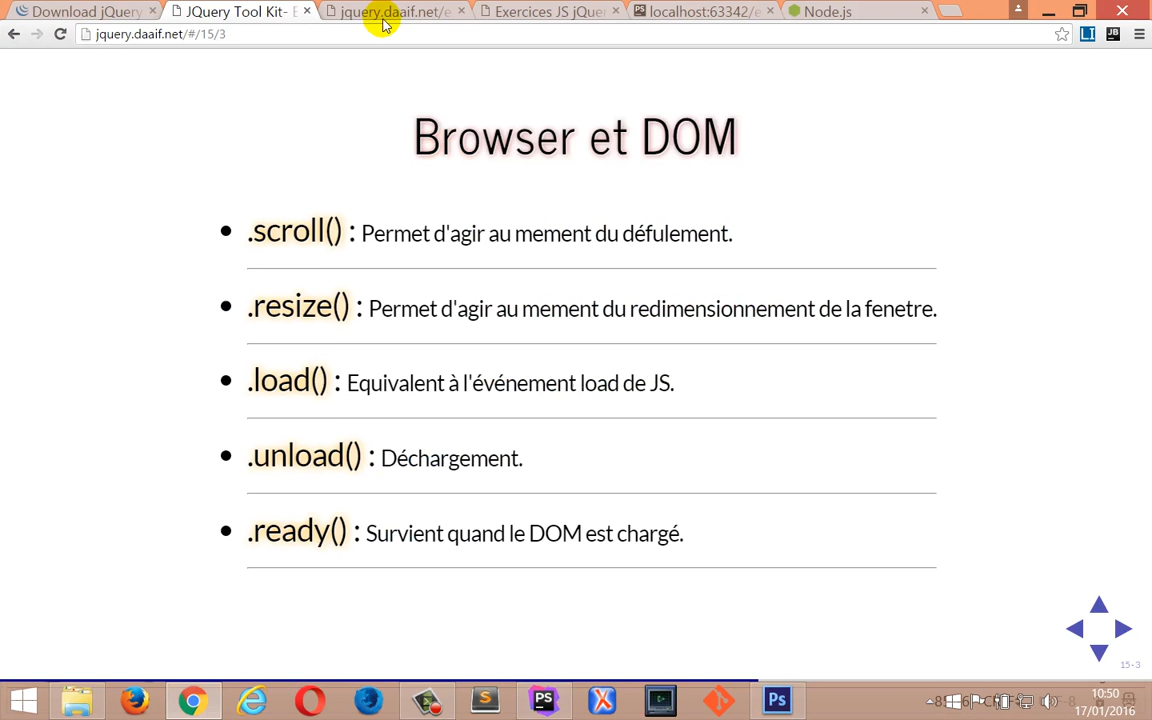 Download jQuery
JQuery Tool Kit- E
jquery.daaif.net/e
Exercices JS jQuer
localhost:63342/e
Node.js
jquery.daaif.net/#/15/3
Browser et DOM
.scroll() : Permet d'agir au mement du défulement.
.resize() : Permet d'agir au mement du redimensionnement de la fenetre.
.load() : Equivalent à l'événement load de JS.
.unload() : Déchargement.
.ready() : Survient quand le DOM est chargé.
15-3
10:50
17/01/2016